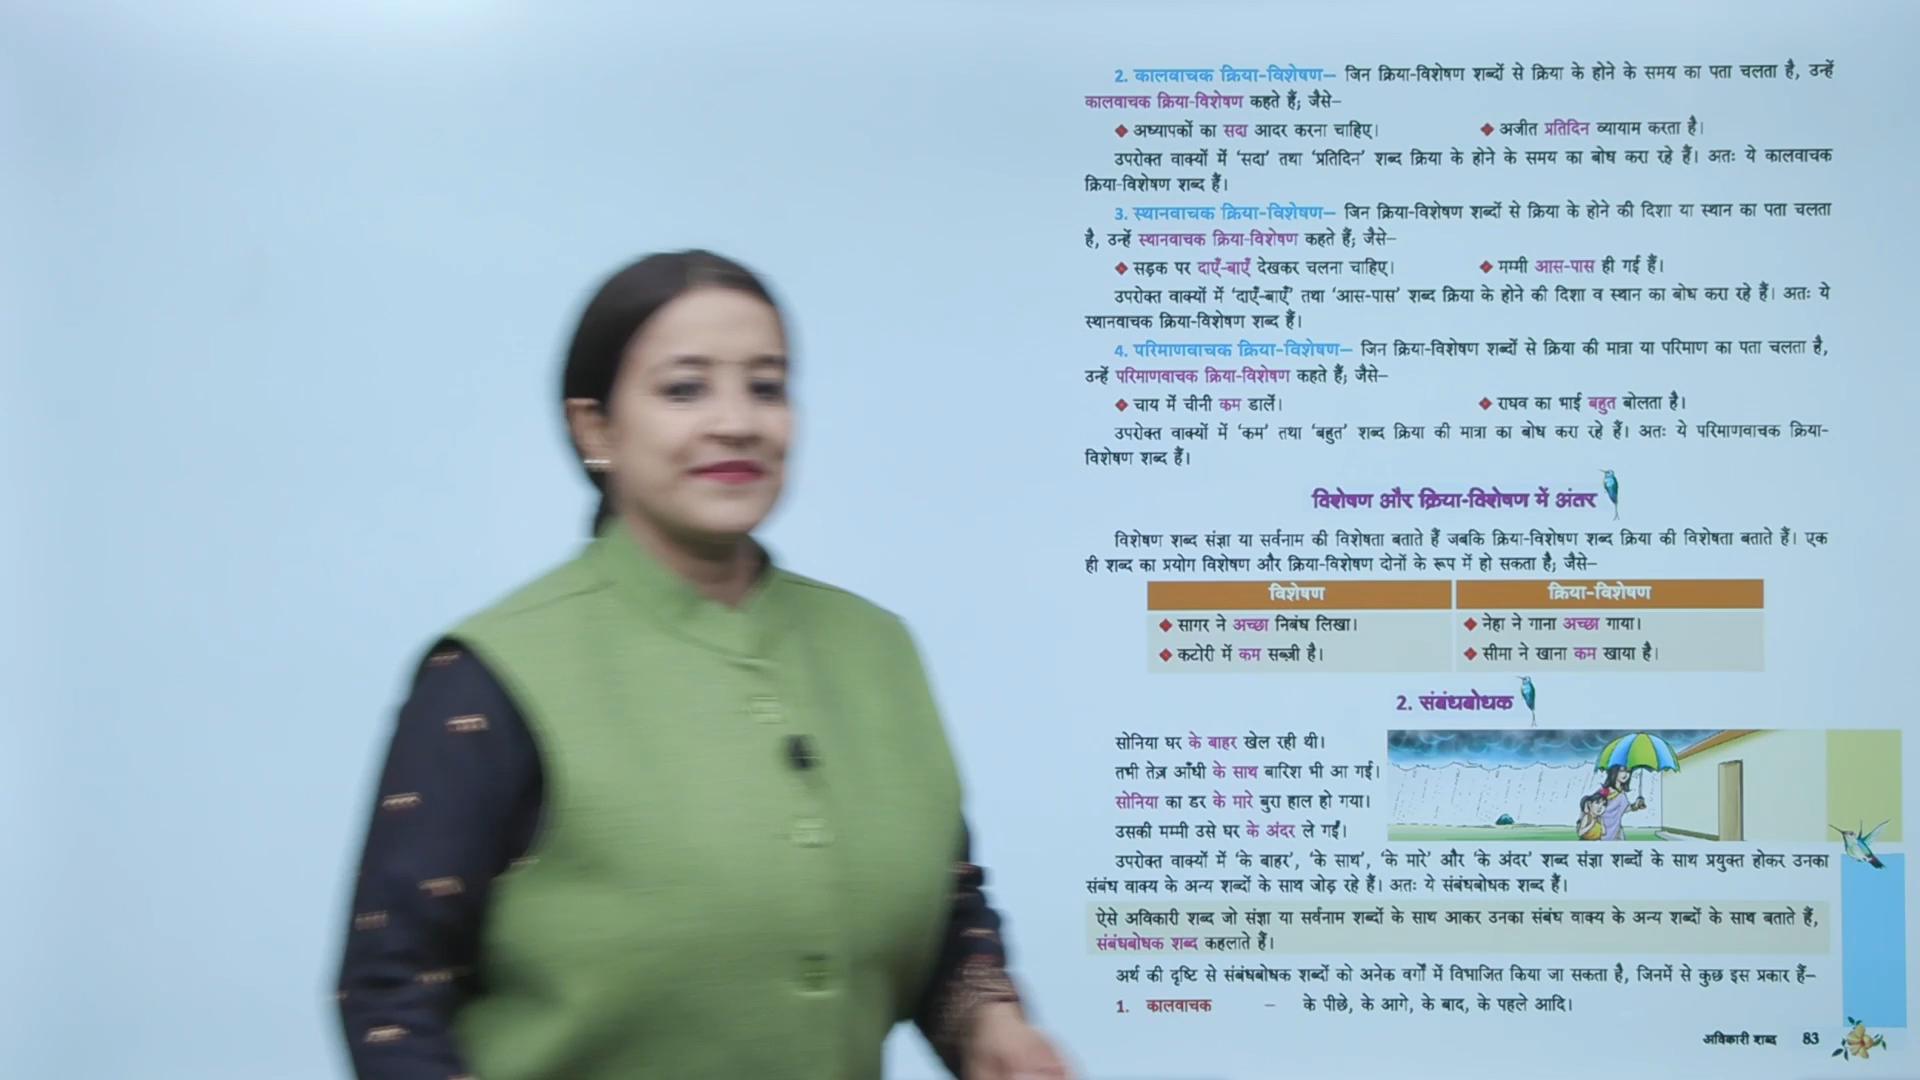 2. कालवाचक क्रिया-विशेषण– जिन क्रिया-विशेषण शब्दों से क्रिया के होने के समय का पता चलता है, उन्हें
कालवाचक क्रिया-विशेषण कहते हैं; जैसे–
❖ अध्यापकों का सदा आदर करना चाहिए। ❖ अजीत प्रतिदिन व्यायाम करता है।
उपरोक्त वाक्यों में ‘सदा’ तथा ‘प्रतिदिन’ शब्द क्रिया के होने के समय का बोध करा रहे हैं। अतः ये कालवाचक
क्रिया-विशेषण शब्द हैं।
3. स्थानवाचक क्रिया-विशेषण– जिन क्रिया-विशेषण शब्दों से क्रिया के होने की दिशा या स्थान का पता चलता
है, उन्हें स्थानवाचक क्रिया-विशेषण कहते हैं; जैसे–
❖ सड़क पर दाएँ-बाएँ देखकर चलना चाहिए। ❖ मम्मी आस-पास ही गई हैं।
उपरोक्त वाक्यों में ‘दाएँ-बाएँ’ तथा ‘आस-पास’ शब्द क्रिया के होने की दिशा व स्थान का बोध करा रहे हैं। अतः ये
स्थानवाचक क्रिया-विशेषण शब्द हैं।
4. परिमाणवाचक क्रिया-विशेषण– जिन क्रिया-विशेषण शब्दों से क्रिया की मात्रा या परिमाण का पता चलता है,
उन्हें परिमाणवाचक क्रिया-विशेषण कहते हैं; जैसे–
❖ चाय में चीनी कम डालें। ❖ राघव का भाई बहुत बोलता है।
उपरोक्त वाक्यों में ‘कम’ तथा ‘बहुत’ शब्द क्रिया की मात्रा का बोध करा रहे हैं। अतः ये परिमाणवाचक क्रिया-
विशेषण शब्द हैं।
विशेषण और क्रिया-विशेषण में अंतर
विशेषण शब्द संज्ञा या सर्वनाम की विशेषता बताते हैं जबकि क्रिया-विशेषण शब्द क्रिया की विशेषता बताते हैं। एक
ही शब्द का प्रयोग विशेषण और क्रिया-विशेषण दोनों के रूप में हो सकता है; जैसे–
विशेषण क्रिया-विशेषण
❖ सागर ने अच्छा निबंध लिखा। ❖ नेहा ने गाना अच्छा गाया।
❖ कटोरी में कम सब्ज़ी है। ❖ सीमा ने खाना कम खाया है।
2. संबंधबोधक
सोनिया घर के बाहर खेल रही थी।
तभी तेज़ आँधी के साथ बारिश भी आ गई।
सोनिया का डर के मारे बुरा हाल हो गया।
उसकी मम्मी उसे घर के अंदर ले गईं।
उपरोक्त वाक्यों में ‘के बाहर’, ‘के साथ’, ‘के मारे’ और ‘के अंदर’ शब्द संज्ञा शब्दों के साथ प्रयुक्त होकर उनका
संबंध वाक्य के अन्य शब्दों के साथ जोड़ रहे हैं। अतः ये संबंधबोधक शब्द हैं।
ऐसे अविकारी शब्द जो संज्ञा या सर्वनाम शब्दों के साथ आकर उनका संबंध वाक्य के अन्य शब्दों के साथ बताते हैं,
संबंधबोधक शब्द कहलाते हैं।
अर्थ की दृष्टि से संबंधबोधक शब्दों को अनेक वर्गों में विभाजित किया जा सकता है, जिनमें से कुछ इस प्रकार हैं–
1. कालवाचक – के पीछे, के आगे, के बाद, के पहले आदि।
अविकारी शब्द 83